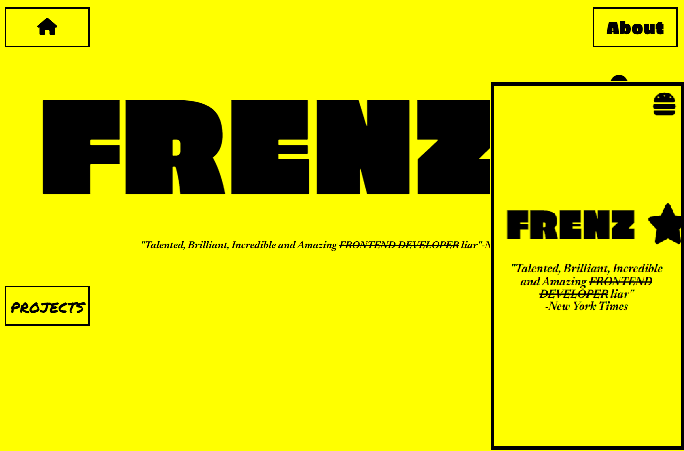 About
FRENZ
"Talented, Brilliant, Incredible and Amazing FRONTEND DEVELOPER liar"-N
PROJECTS
FRENZ
"Talented, Brilliant, Incredible
and Amazing FRONTEND
DEVELOPER liar"
-New York Times